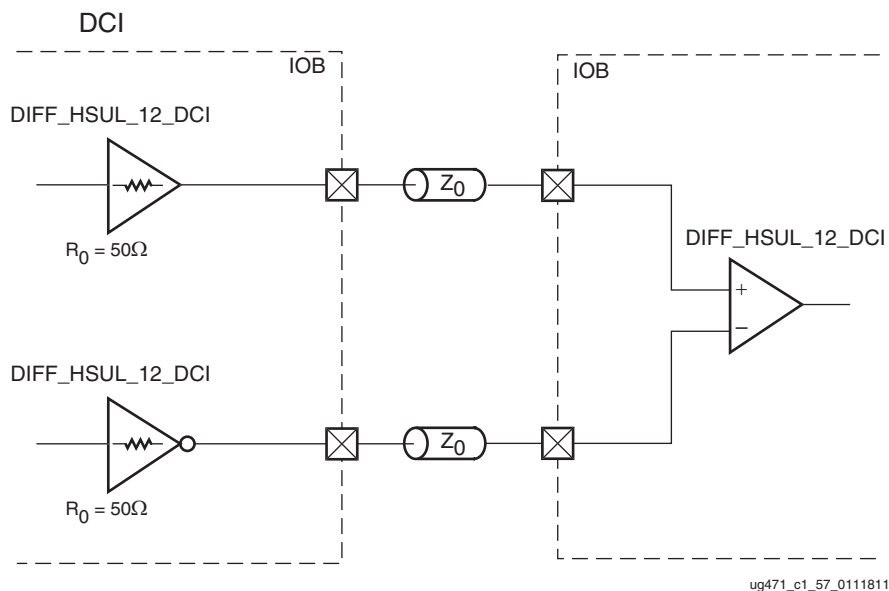 DCI
IOB
IOB
DIFF_HSUL_12_DCI
Z0
R0 = 50Ω
DIFF_HSUL_12_DCI
+
−
DIFF_HSUL_12_DCI
Z0
R0 = 50Ω
ug471_c1_57_0111811